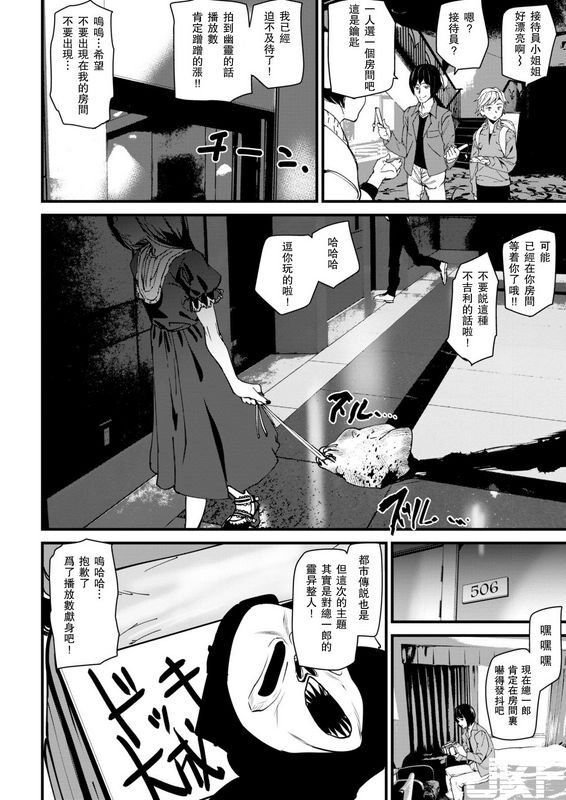 接待員小姐姐
好漂亮啊～
嗯？
接待員？
一人選一個房間吧
這是鑰匙
我已經
迫不及待了！
拍到幽靈的話
播放數
肯定蹭蹭的漲！！
嗚嗚…希望
不要出現在我的房間
不要出現…
チーン、
可能
已經在你房間
等着你了哦！！
不要說這種
不吉利的話啦！
哈哈哈
逗你玩的啦！
ズル、…
ズル…
506
嘿嘿嘿
現在總一郎
肯定在房間裏
嚇得發抖吧
都市傳説也是
但這次的主題
其實是對總一郎的
靈异整人！
嗚哈哈…
抱歉了
爲了播放數獻身吧！
ドッキ
大成